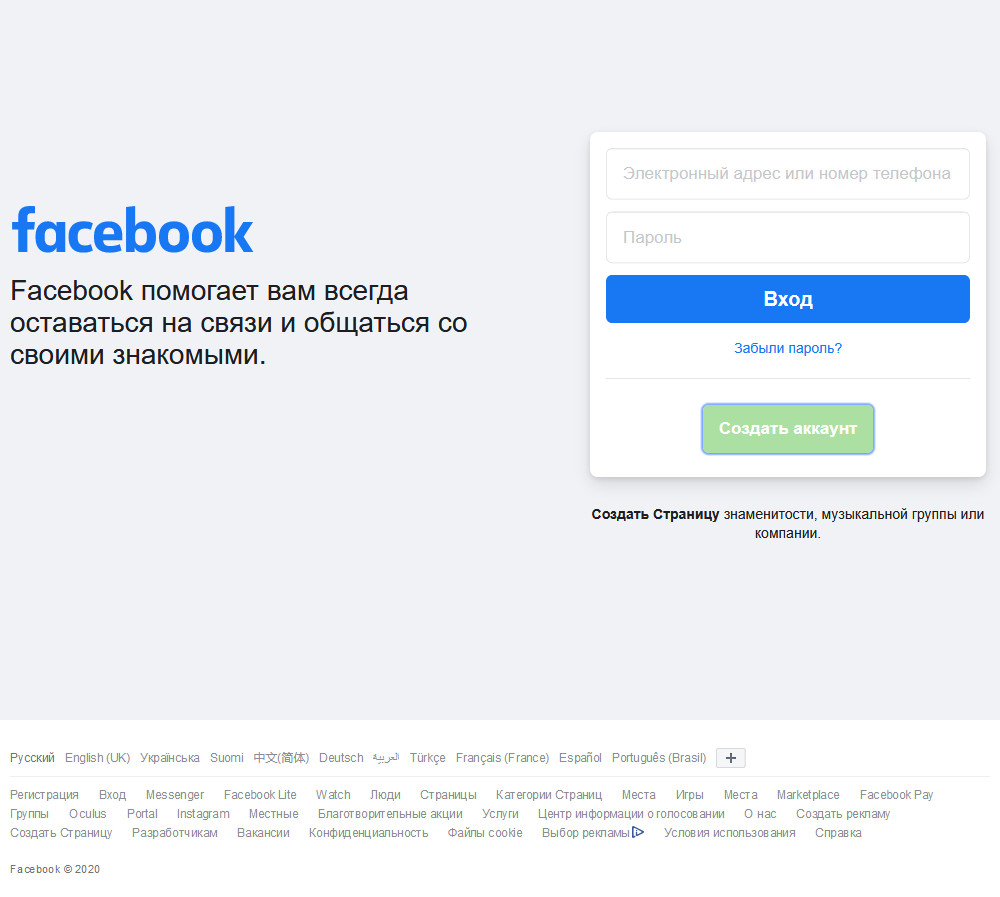 facebook
Facebook помогает вам всегда
оставаться на связи и общаться со
своими знакомыми.
Электронный адрес или номер телефона
Пароль
Вход
Забыли пароль?
Создать аккаунт
Создать Страницу знаменитости, музыкальной группы или
компании.
Русский English (UK) Українська Suomi 中文(简体) Deutsch العربية Türkçe Français (France) Español Português (Brasil) +
Регистрация Вход Messenger Facebook Lite Watch Люди Страницы Категории Страниц Места Игры Места Marketplace Facebook Pay
Группы Oculus Portal Instagram Местные Благотворительные акции Услуги Центр информации о голосовании О нас Создать рекламу
Создать Страницу Разработчикам Вакансии Конфиденциальность Файлы cookie Выбор рекламы Условия использования Справка
Facebook © 2020